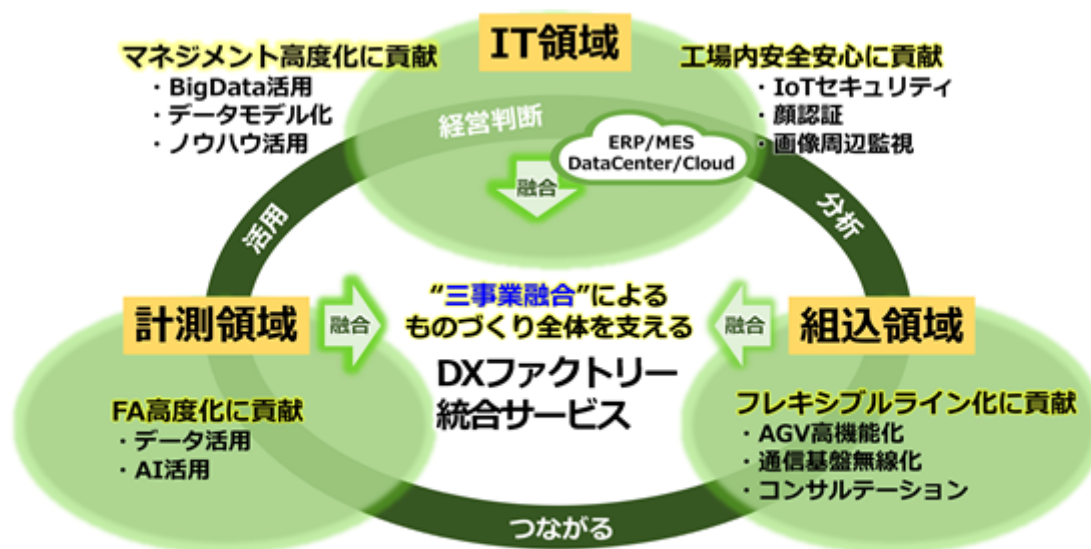 IT領域
マネジメント高度化に貢献
・BigData活用
・データモデル化
・ノウハウ活用
工場内安全安心に貢献
・IoTセキュリティ
・顔認証
・画像周辺監視
経営判断
ERP/MES
DataCenter/Cloud
融合
活用
分析
計測領域
融合
“三事業融合”による
ものづくり全体を支える
DXファクトリー
統合サービス
融合
組込領域
FA高度化に貢献
・データ活用
・AI活用
フレキシブルライン化に貢献
・AGV高機能化
・通信基盤無線化
・コンサルテーション
つながる